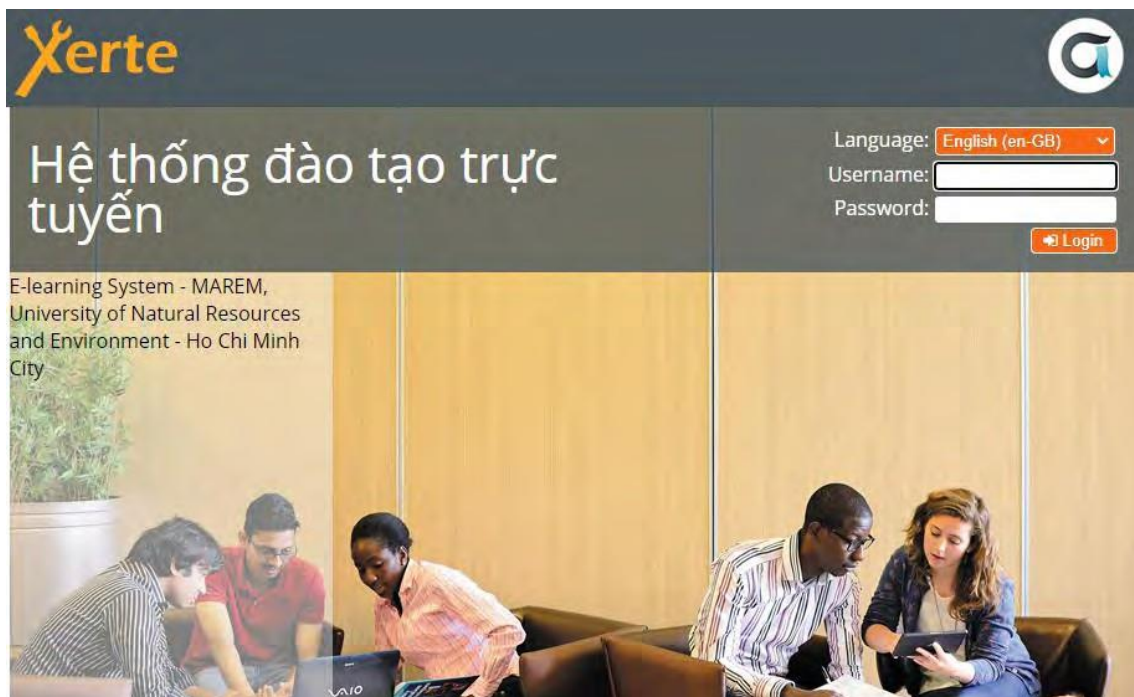 Xerte
Hệ thống đào tạo trực
tuyến
Language: English (en-GB)
Username:
Password:
Login
E-learning System - MAREM,
University of Natural Resources
and Environment - Ho Chi Minh
City
VAIO